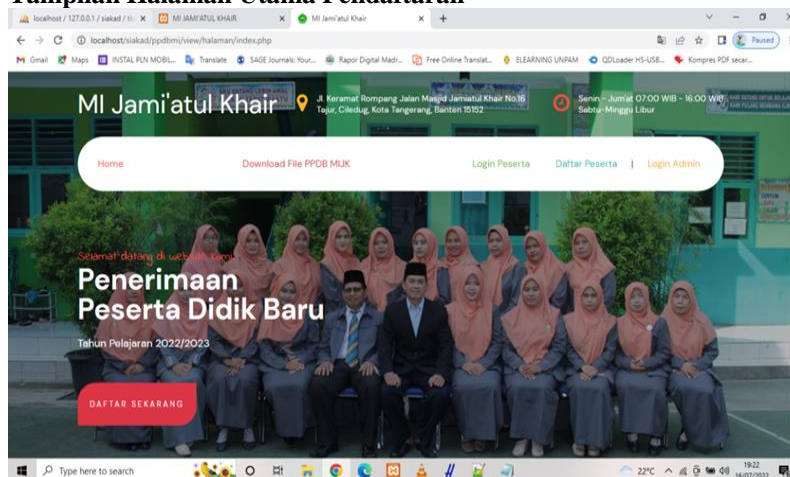 Tampilan Halaman Utama Pendaftaran
localhost / 127.0.0.1 / siakad / tb
MI JAMI'ATUL KHAIR
MI Jami'atul Khair
localhost/siakad/ppdbmi/view/halaman/index.php
Paused
Gmail
Maps
INSTAL PLN MOBIL...
Translate
SAGE Journals: Your...
Rapor Digital Madr...
Free Online Translat...
ELEARNING UNPAM
QDLoader HS-USB...
Kompres PDF secar...
MI Jami'atul Khair
Jl. Keramat Rompang Jalan Masjid Jamiatul Khair No.16
Tajur, Ciledug, Kota Tangerang, Banten 15152
Senin - Jum'at 07:00 WIB - 16:00 WIB
Sabtu-Minggu Libur
Home
Download File PPDB MIJK
Login Peserta
Daftar Peserta |
Login Admin
Selamat datang di website kami
Penerimaan
Peserta Didik Baru
Tahun Pelajaran 2022/2023
DAFTAR SEKARANG
Type here to search
22°C
19:22
16/07/2022